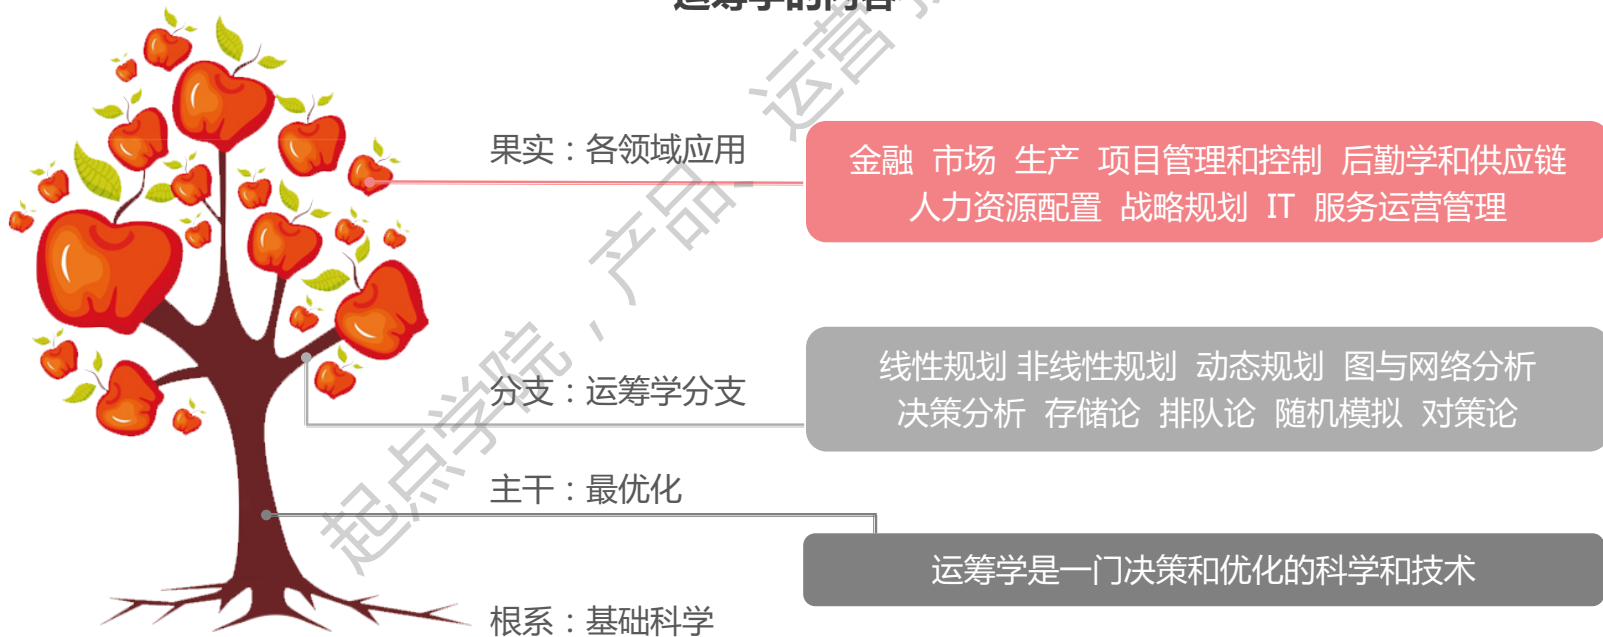 运筹学的内容
果实：各领域应用
金融 市场 生产 项目管理和控制 后勤学和供应链
人力资源配置 战略规划 IT 服务运营管理
分支：运筹学分支
线性规划 非线性规划 动态规划 图与网络分析
决策分析 存储论 排队论 随机模拟 对策论
主干：最优化
运筹学是一门决策和优化的科学和技术
根系：基础科学
起点学院，产品、运营